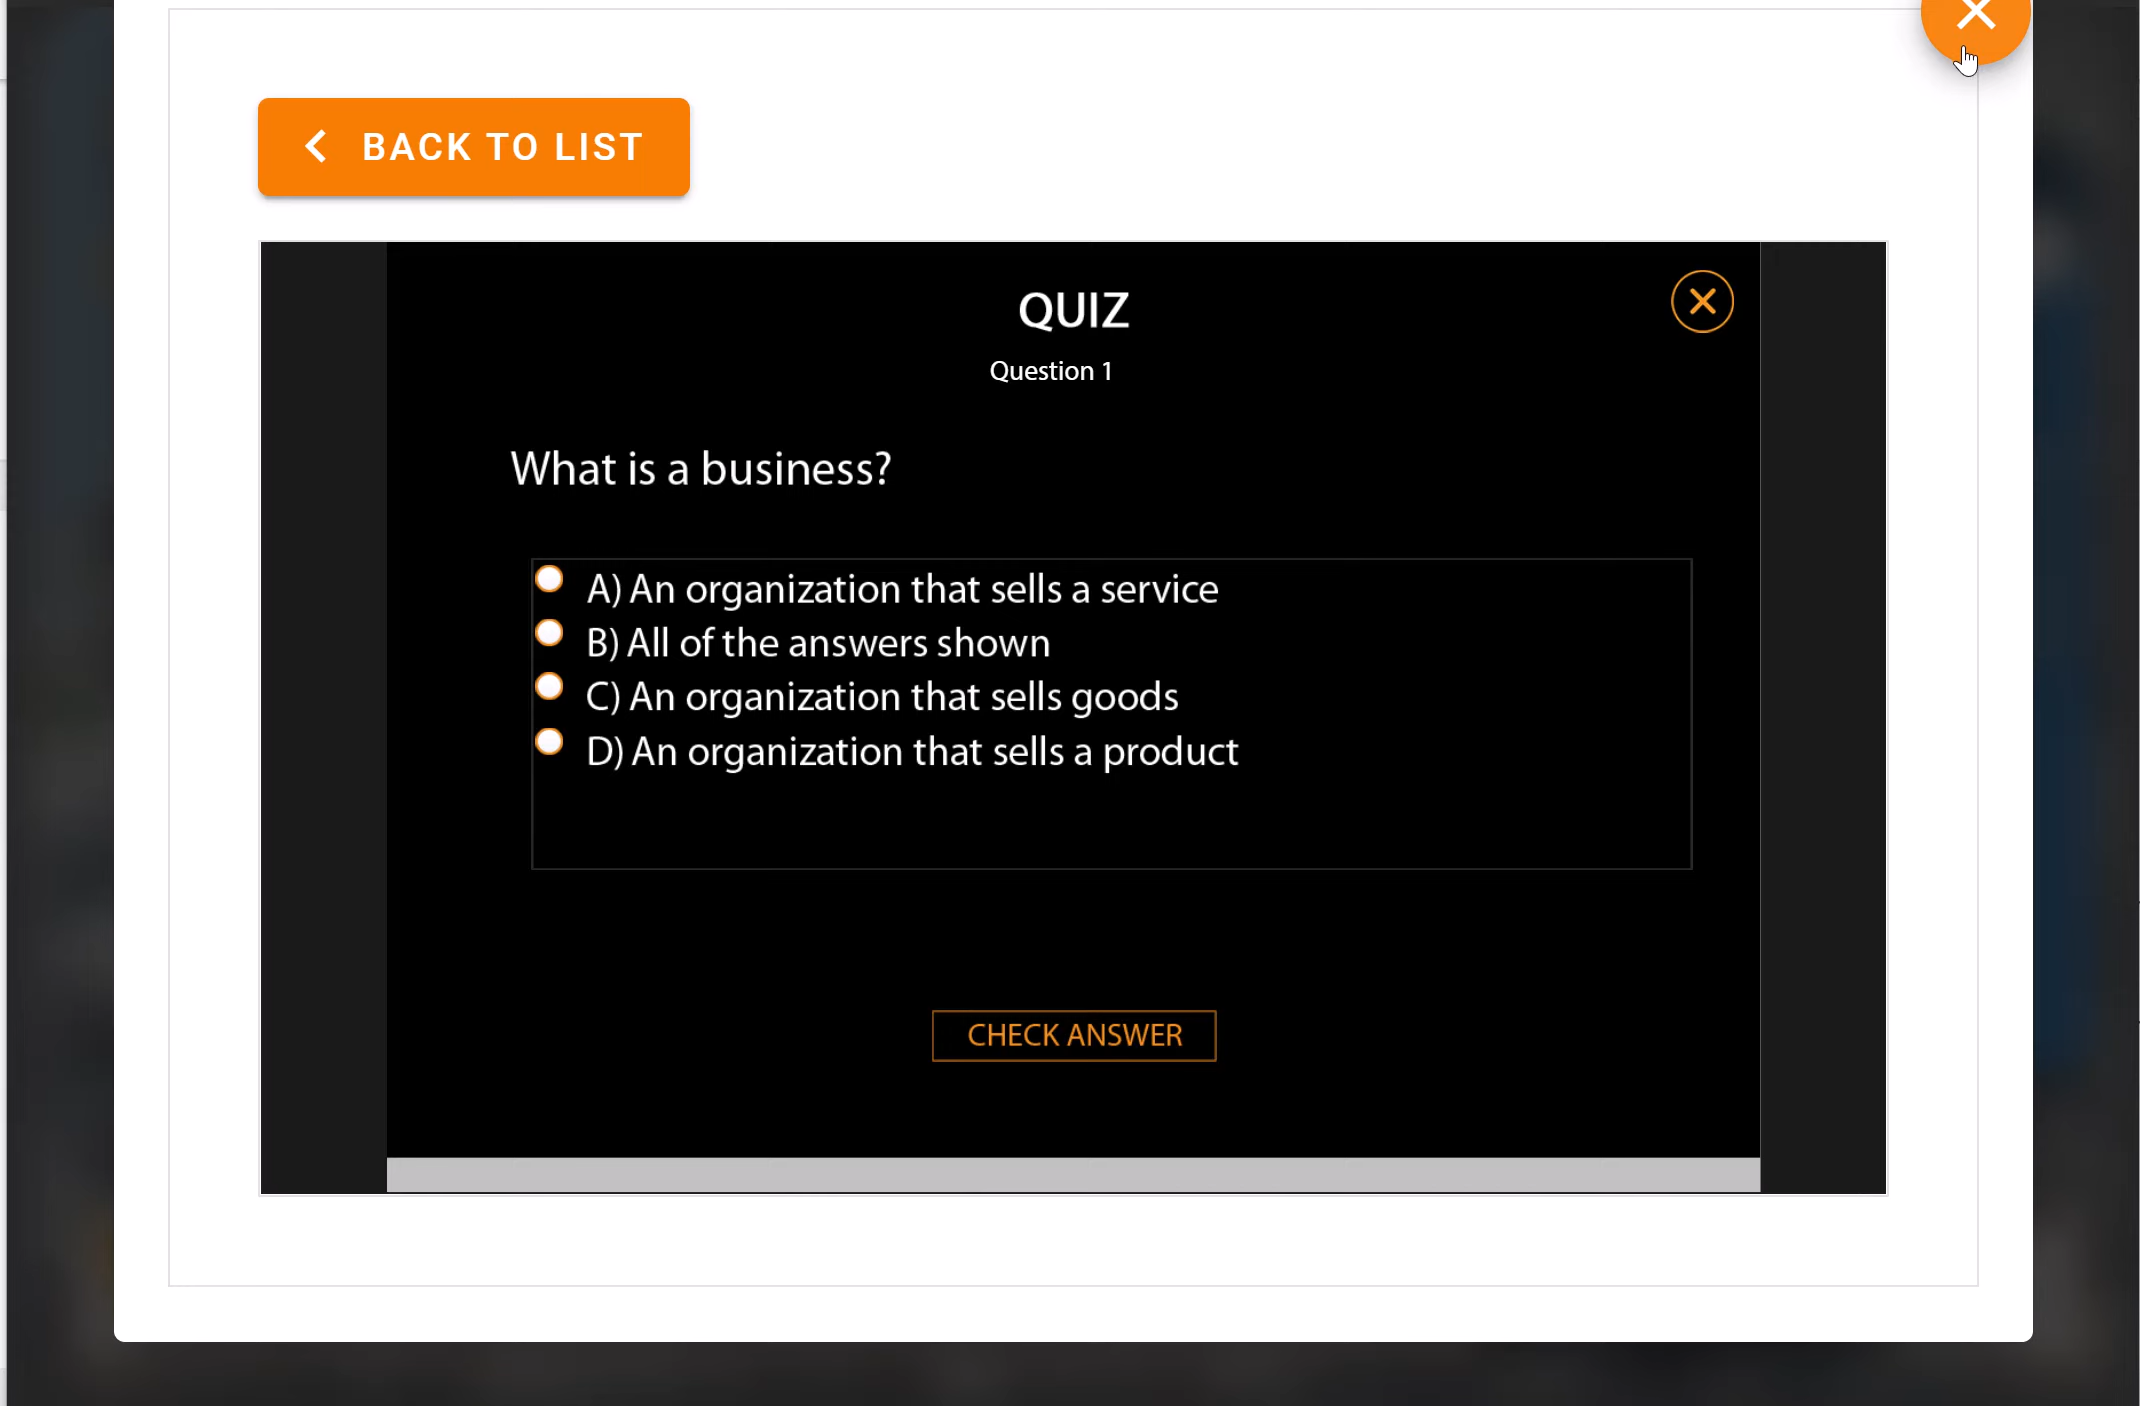 BACK TO LIST
QUIZ
Question 1
What is a business?
A) An organization that sells a service
B) All of the answers shown
C) An organization that sells goods
D) An organization that sells a product
CHECK ANSWER